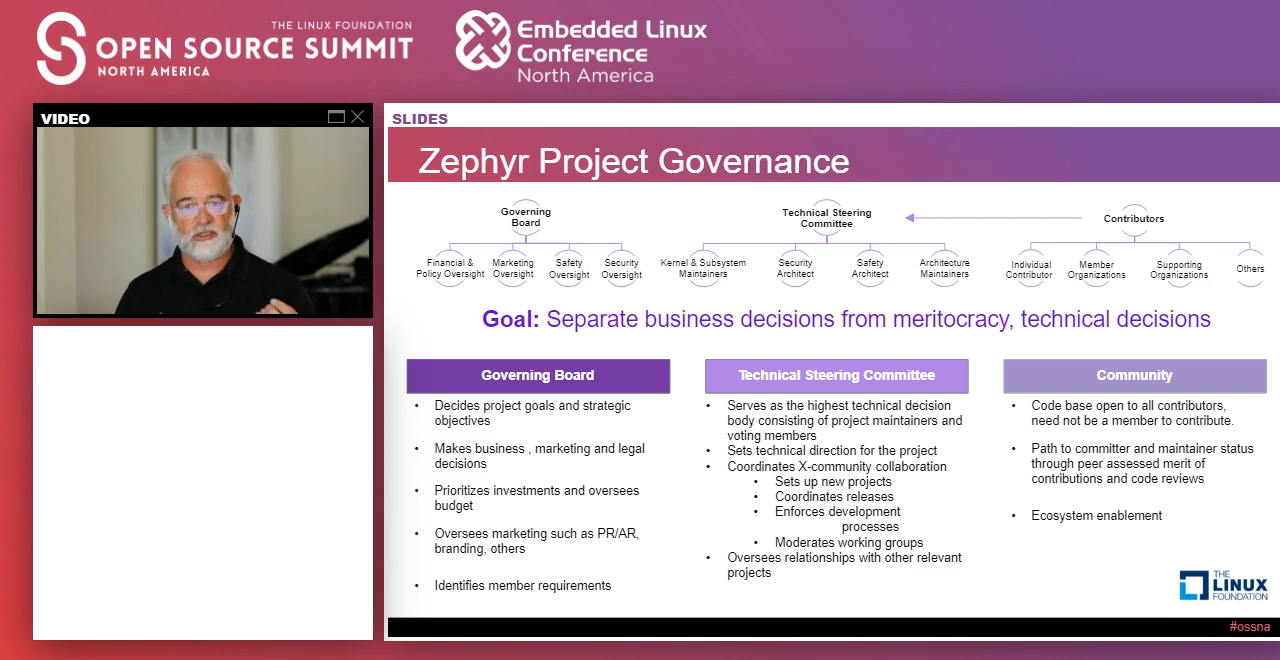 THE LINUX FOUNDATION
OPEN SOURCE SUMMIT
NORTH AMERICA
Embedded Linux
Conference
North America
VIDEO
SLIDES
Zephyr Project Governance
Governing
Board
Financial &
Policy Oversight
Marketing
Oversight
Safety
Oversight
Security
Oversight
Technical Steering
Committee
Kernel & Subsystem
Maintainers
Security
Architect
Safety
Architect
Architecture
Maintainers
Contributors
Individual
Contributor
Member
Organizations
Supporting
Organizations
Others
Goal: Separate business decisions from meritocracy, technical decisions
Governing Board
• Decides project goals and strategic
objectives
• Makes business , marketing and legal
decisions
• Prioritizes investments and oversees
budget
• Oversees marketing such as PR/AR,
branding, others
• Identifies member requirements
Technical Steering Committee
• Serves as the highest technical decision
body consisting of project maintainers and
voting members
• Sets technical direction for the project
• Coordinates X-community collaboration
• Sets up new projects
• Coordinates releases
• Enforces development
processes
• Moderates working groups
• Oversees relationships with other relevant
projects
Community
• Code base open to all contributors,
need not be a member to contribute.
• Path to committer and maintainer status
through peer assessed merit of
contributions and code reviews
• Ecosystem enablement
THE
LINUX
FOUNDATION
#ossna